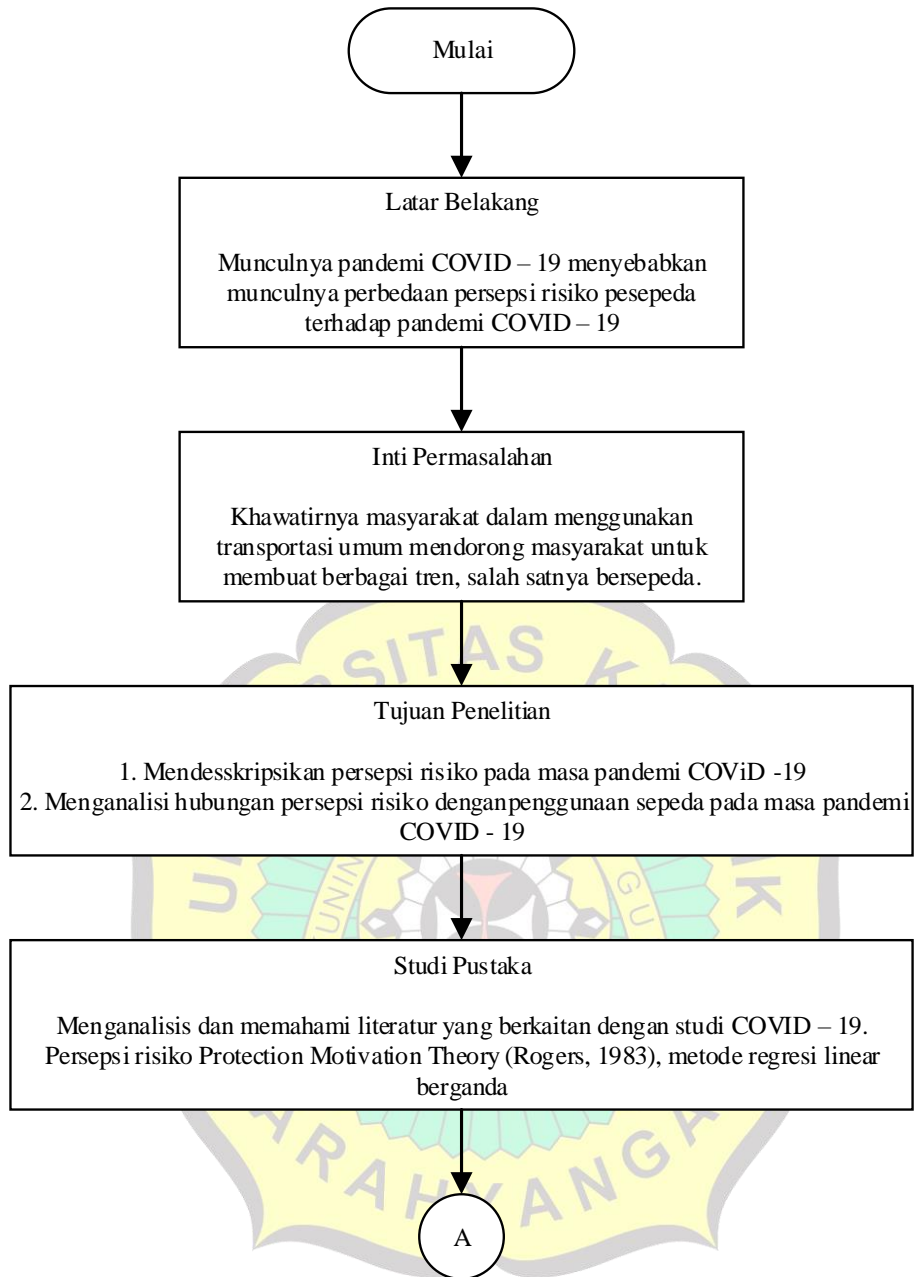 Mulai
Latar Belakang
Munculnya pandemi COVID – 19 menyebabkan
munculnya perbedaan persepsi risiko pesepeda
terhadap pandemi COVID – 19
Inti Permasalahan
Khawatirnya masyarakat dalam menggunakan
transportasi umum mendorong masyarakat untuk
membuat berbagai tren, salah satnya bersepeda.
Tujuan Penelitian
1. Mendesskripsikan persepsi risiko pada masa pandemi COViD -19
2. Menganalisi hubungan persepsi risiko denganpenggunaan sepeda pada masa pandemi
COVID - 19
Studi Pustaka
Menganalisis dan memahami literatur yang berkaitan dengan studi COVID – 19.
Persepsi risiko Protection Motivation Theory (Rogers, 1983), metode regresi linear
berganda
A